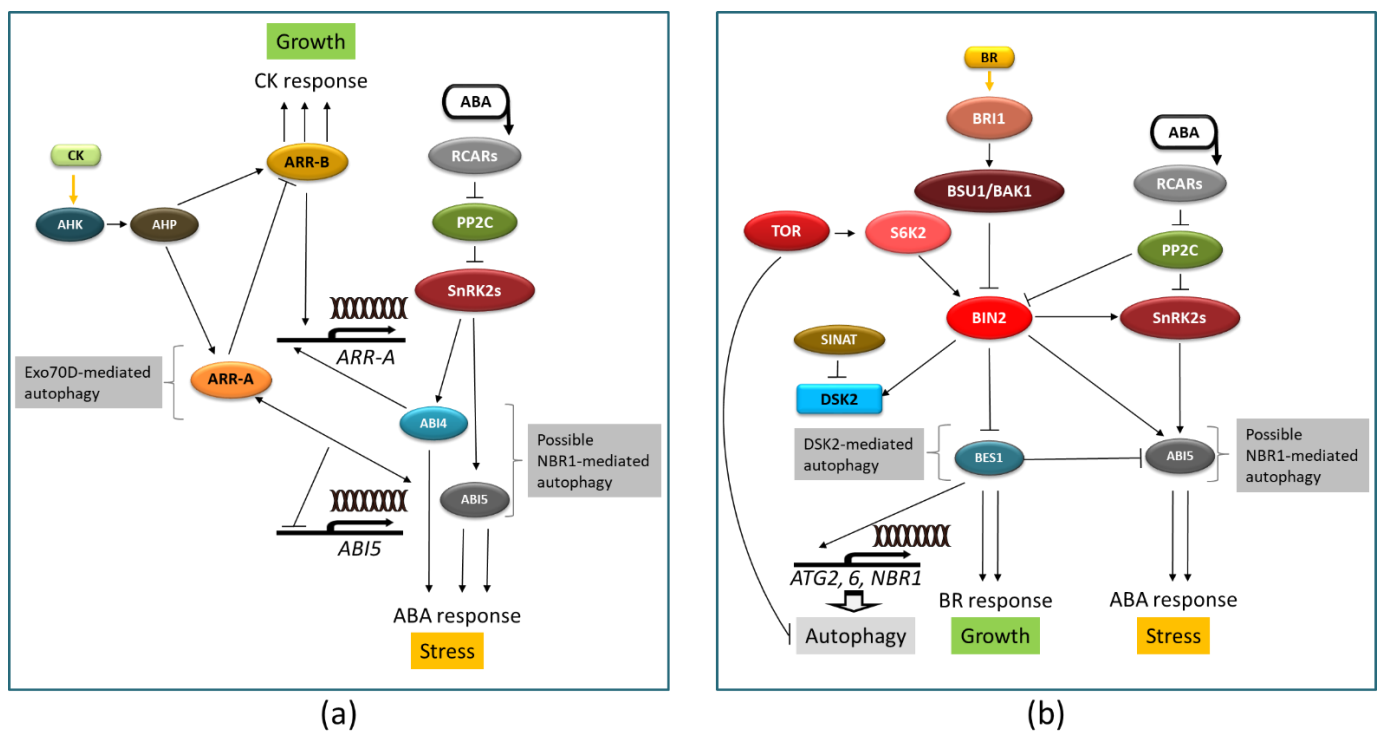 Growth
CK response
CK
AHK
AHP
ARR-B
ABA
RCARs
PP2C
SnRK2s
ARR-A
Exo70D-mediated
autophagy
ARR-A
ABI4
Possible
NBR1-mediated
autophagy
ABI5
ABI5
ABA response
Stress
(a)
BR
BRI1
BSU1/BAK1
TOR
S6K2
ABA
RCARs
PP2C
BIN2
SnRK2s
SINAT
DSK2
DSK2-mediated
autophagy
BES1
ABI5
Possible
NBR1-mediated
autophagy
ATG2, 6, NBR1
Autophagy
BR response
Growth
ABA response
Stress
(b)